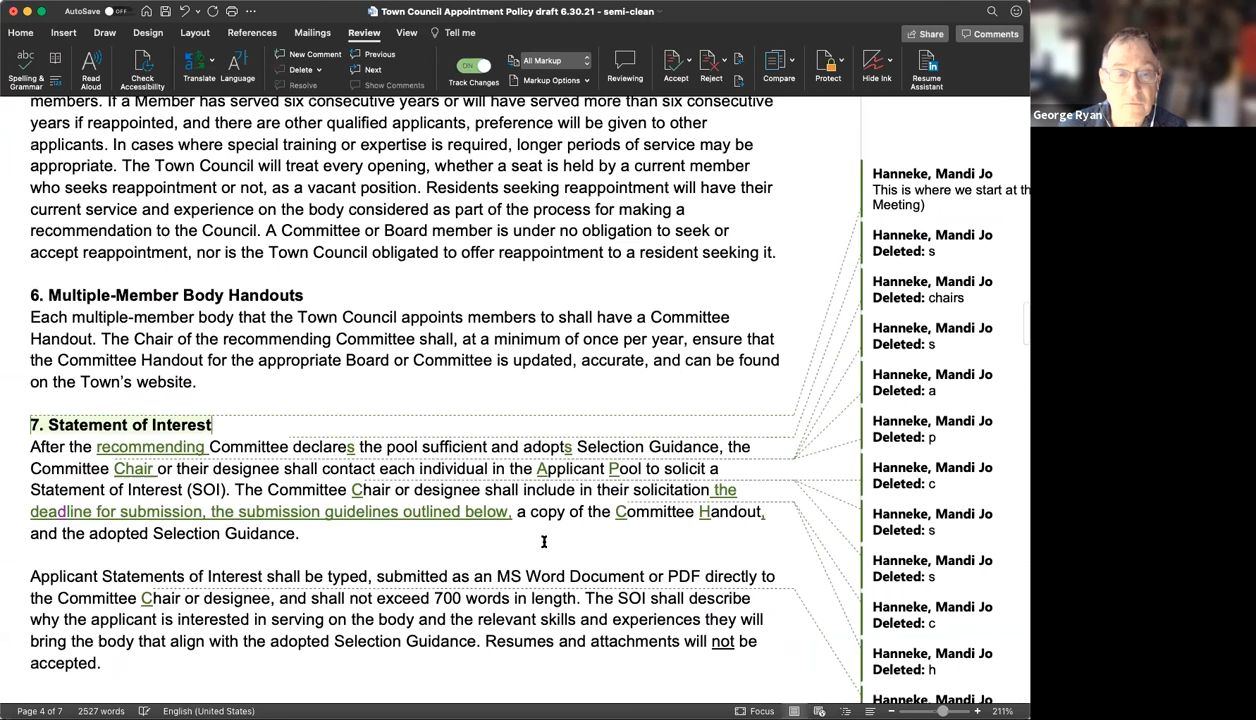 AutoSave OFF
Town Council Appointment Policy draft 6.30.21 - semi-clean
Home Insert Draw Design Layout References Mailings Review View Tell me
Share Comments
abc
Spelling &
Grammar
Read
Aloud
Check
Accessibility
Translate Language
New Comment
Delete
Resolve
Previous
Next
Show Comments
ON
Track Changes
All Markup
Markup Options
Reviewing
Accept Reject
Compare
Protect
Hide Ink
Resume
Assistant
members. If a Member has served six consecutive years or will have served more than six consecutive
years if reappointed, and there are other qualified applicants, preference will be given to other
applicants. In cases where special training or expertise is required, longer periods of service may be
appropriate. The Town Council will treat every opening, whether a seat is held by a current member
who seeks reappointment or not, as a vacant position. Residents seeking reappointment will have their
current service and experience on the body considered as part of the process for making a
recommendation to the Council. A Committee or Board member is under no obligation to seek or
accept reappointment, nor is the Town Council obligated to offer reappointment to a resident seeking it.
6. Multiple-Member Body Handouts
Each multiple-member body that the Town Council appoints members to shall have a Committee
Handout. The Chair of the recommending Committee shall, at a minimum of once per year, ensure that
the Committee Handout for the appropriate Board or Committee is updated, accurate, and can be found
on the Town's website.
7. Statement of Interest
After the recommending Committee declares the pool sufficient and adopts Selection Guidance, the
Committee Chair or their designee shall contact each individual in the Applicant Pool to solicit a
Statement of Interest (SOI). The Committee Chair or designee shall include in their solicitation the
deadline for submission, the submission guidelines outlined below, a copy of the Committee Handout,
and the adopted Selection Guidance.
Applicant Statements of Interest shall be typed, submitted as an MS Word Document or PDF directly to
the Committee Chair or designee, and shall not exceed 700 words in length. The SOI shall describe
why the applicant is interested in serving on the body and the relevant skills and experiences they will
bring the body that align with the adopted Selection Guidance. Resumes and attachments will not be
accepted.
Hanneke, Mandi Jo
This is where we start at th
Meeting)
Hanneke, Mandi Jo
Deleted: s
Hanneke, Mandi Jo
Deleted: chairs
Hanneke, Mandi Jo
Deleted: s
Hanneke, Mandi Jo
Deleted: a
Hanneke, Mandi Jo
Deleted: p
Hanneke, Mandi Jo
Deleted: c
Hanneke, Mandi Jo
Deleted: s
Hanneke, Mandi Jo
Deleted: s
Hanneke, Mandi Jo
Deleted: c
Hanneke, Mandi Jo
Deleted: h
Hanneke, Mandi Jo
George Ryan
Page 4 of 7 2527 words English (United States)
Focus 211%